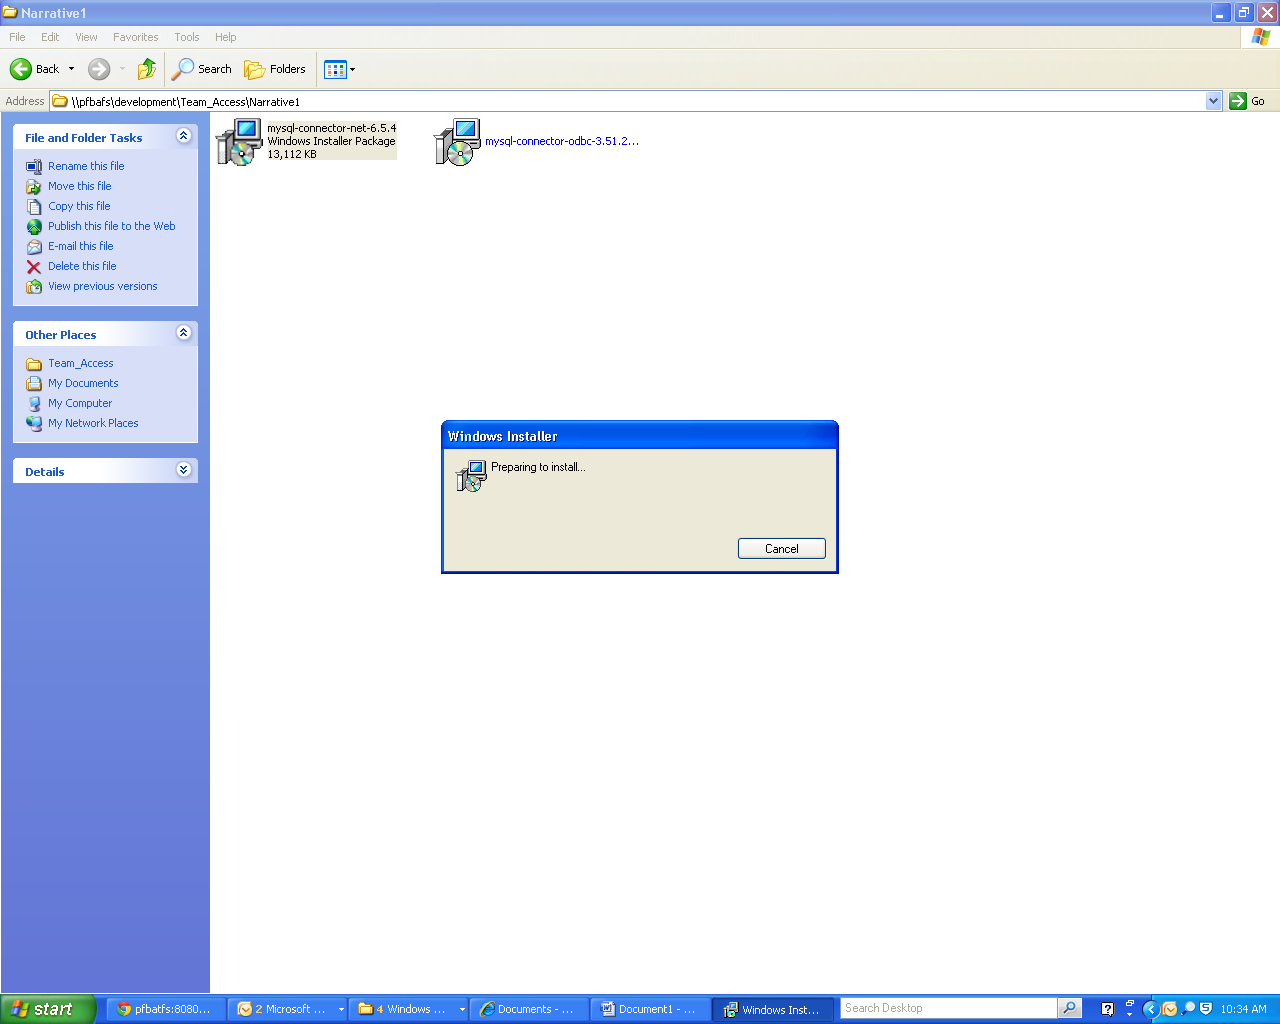 Narrative1
File Edit View Favorites Tools Help
Back Search Folders
Address \\pfbafs\development\Team_Access\Narrative1 Go
File and Folder Tasks
Rename this file
Move this file
Copy this file
Publish this file to the Web
E-mail this file
Delete this file
View previous versions
Other Places
Team_Access
My Documents
My Computer
My Network Places
Details
mysql-connector-net-6.5.4
Windows Installer Package
13,112 KB
mysql-connector-odbc-3.51.2...
Windows Installer
Preparing to install...
Cancel
start pfbatfs:8080... 2 Microsoft ... 4 Windows ... Documents - ... Document1 - ... Windows Inst... Search Desktop 10:34 AM